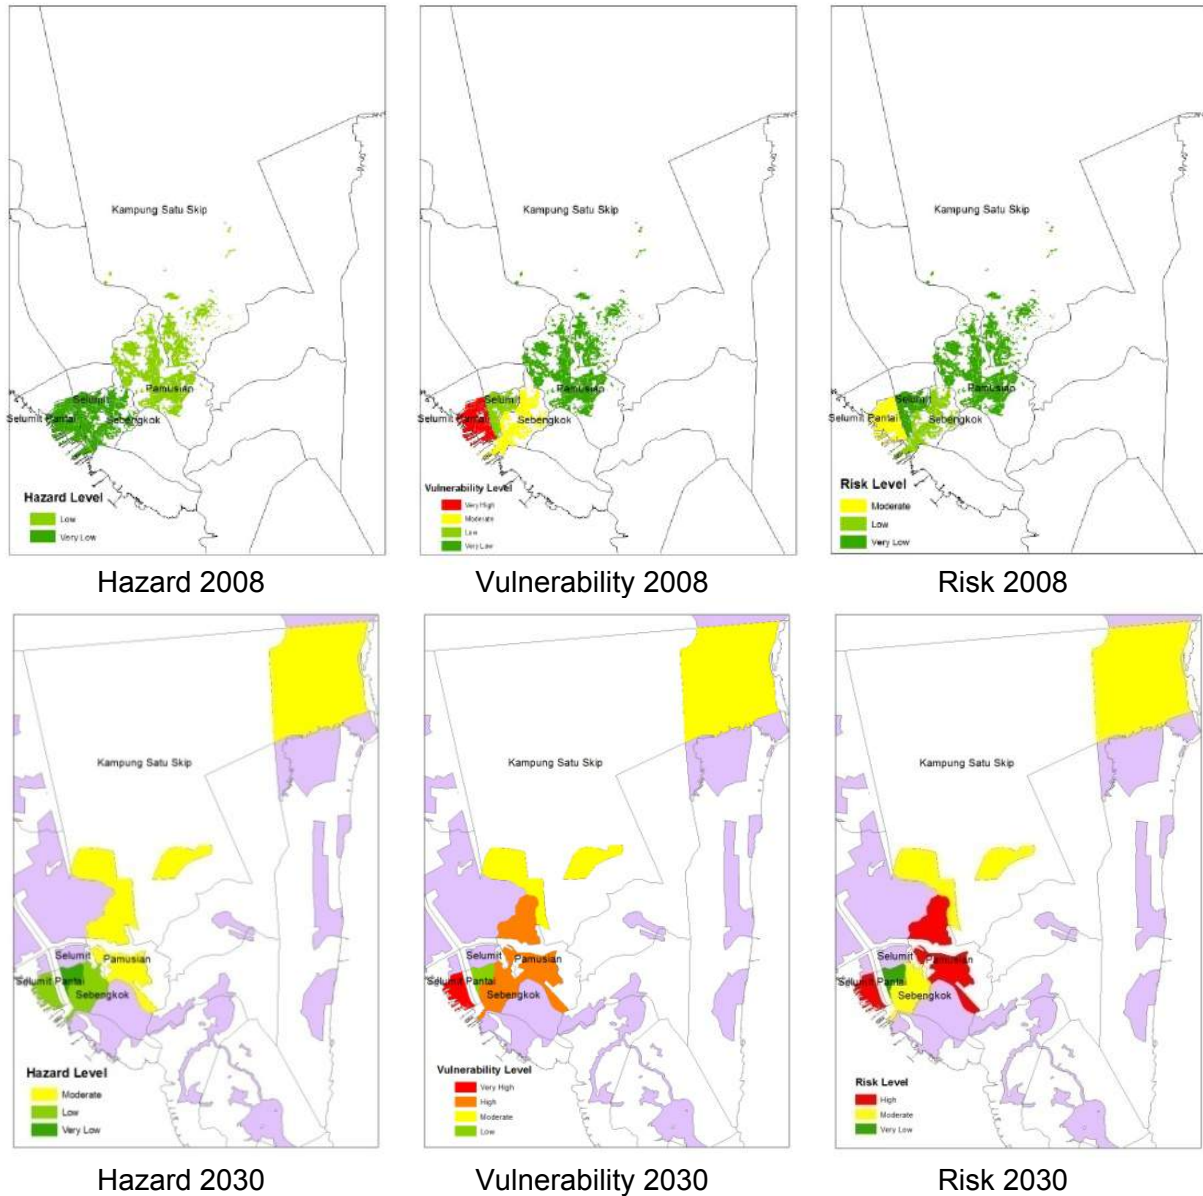 Kampung Satu Skip
Pamusian
Selumit
Selumit Pantai
Sebengkok
Hazard Level
Low
Very Low
Kampung Satu Skip
Pamusian
Selumit
Selumit Pantai
Sebengkok
Vulnerability Level
Very High
Moderate
Low
Very Low
Kampung Satu Skip
Pamusian
Selumit
Selumit Pantai
Sebengkok
Risk Level
Moderate
Low
Very Low
Hazard 2008
Vulnerability 2008
Risk 2008
Kampung Satu Skip
Selumit
Pamusian
Selumit Pantai
Sebengkok
Hazard Level
Moderate
Low
Very Low
Kampung Satu Skip
Selumit
Pamusian
Selumit Pantai
Sebengkok
Vulnerability Level
Very High
High
Moderate
Low
Kampung Satu Skip
Selumit
Pamusian
Selumit Pantai
Sebengkok
Risk Level
High
Moderate
Very Low
Hazard 2030
Vulnerability 2030
Risk 2030